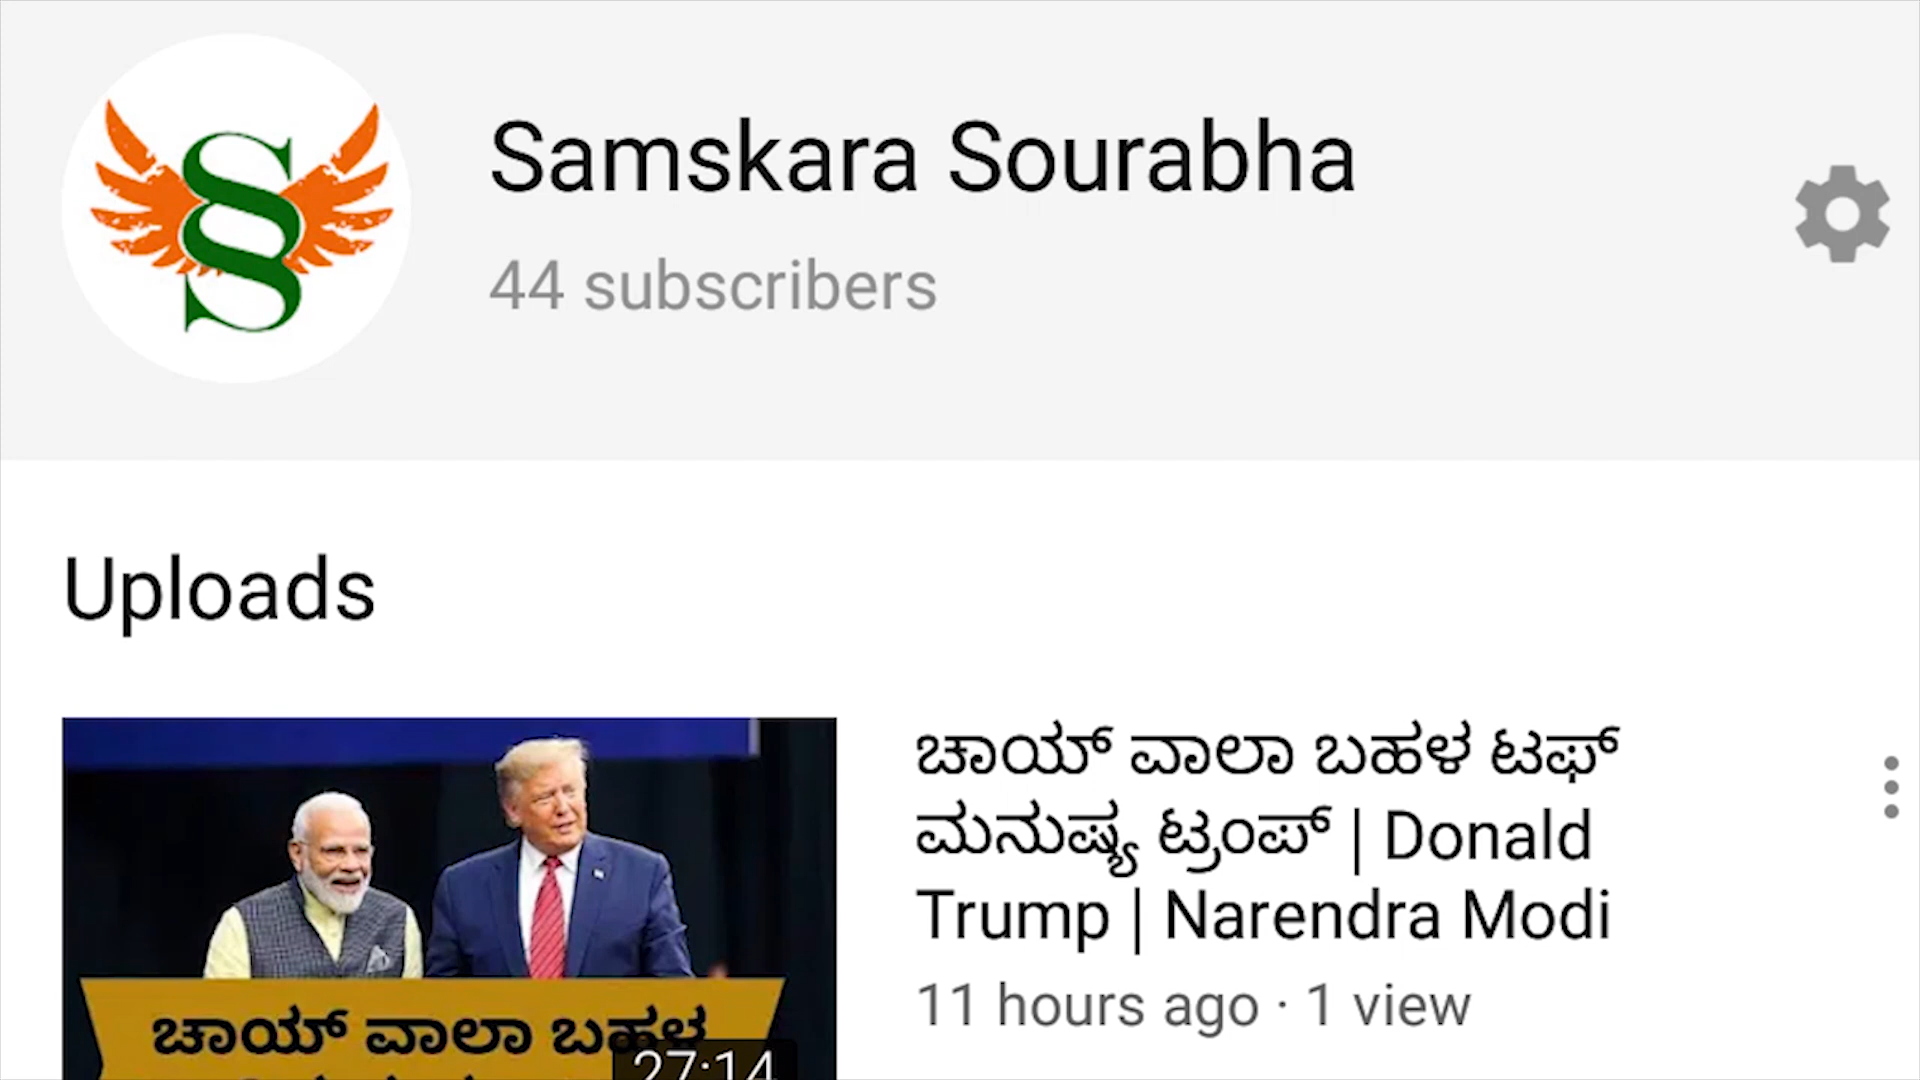 Samskara Sourabha
44 subscribers
Uploads
ಚಾಯ್ ವಾಲಾ ಬಹಳ ಟಫ್
ಮನುಷ್ಯ ಟ್ರಂಪ್ | Donald
Trump | Narendra Modi
11 hours ago · 1 view
ಚಾಯ್ ವಾಲಾ ಬಹಳ
27:14